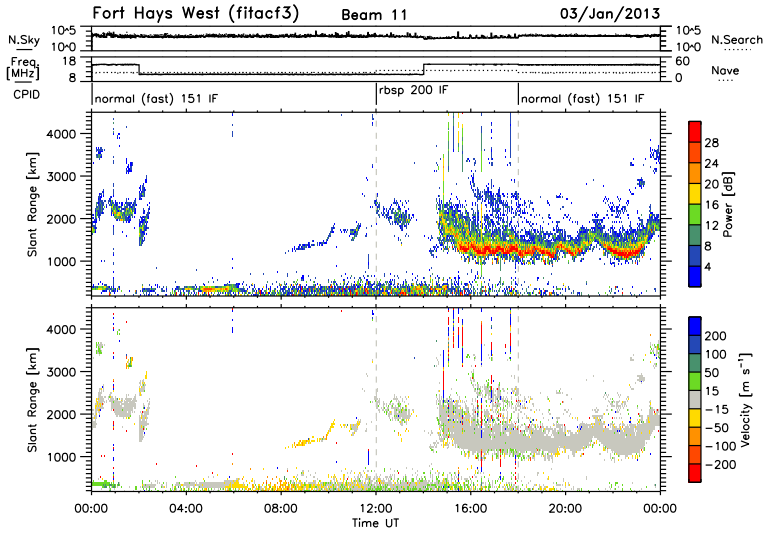 Fort Hays West (fitacf3) Beam 11 03/Jan/2013
N.Sky 10^5 10^0 10^5 10^0 N.Search
Freq. [MHz] 18 8 60 0 Nave
CPID normal (fast) 151 IF rbsp 200 IF normal (fast) 151 IF
Slant Range [km]
4000
3000
2000
1000
Power [dB]
28
24
20
16
12
8
4
Slant Range [km]
4000
3000
2000
1000
Velocity [m s⁻¹]
200
100
50
15
−15
−50
−100
−200
00:00 04:00 08:00 12:00 16:00 20:00 00:00
Time UT